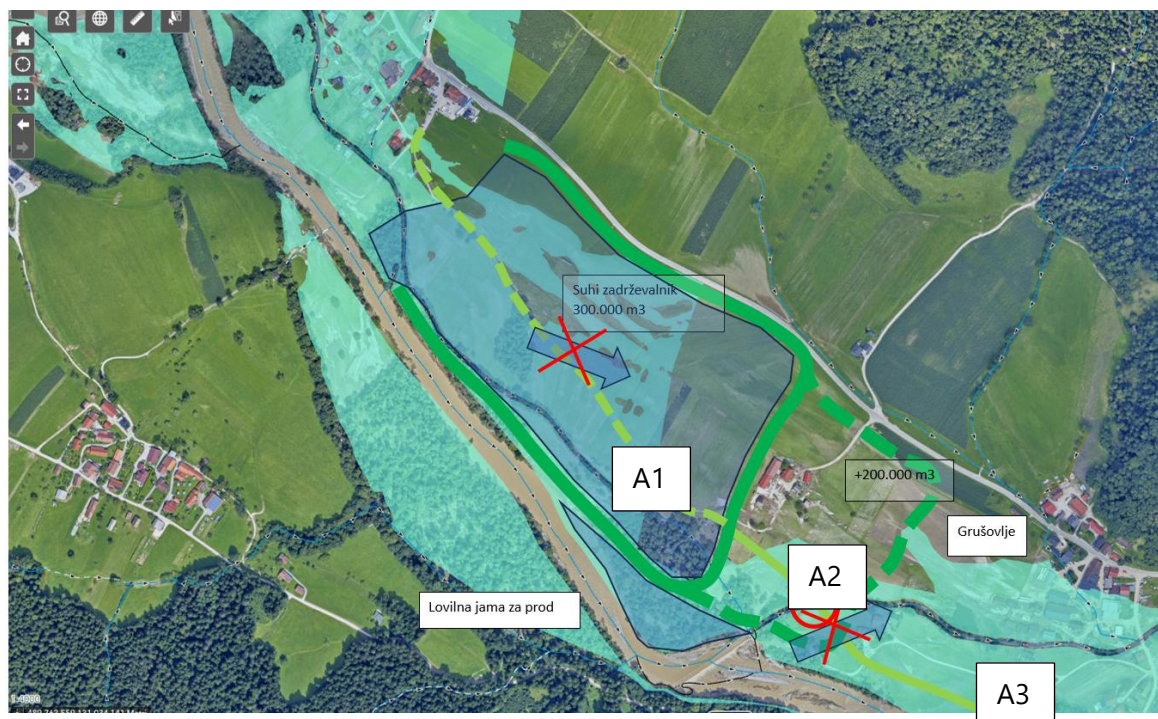 Suhi zadrževalnik
300.000 m3
A1
+200.000 m3
Grušovlje
A2
Lovilna jama za prod
A3